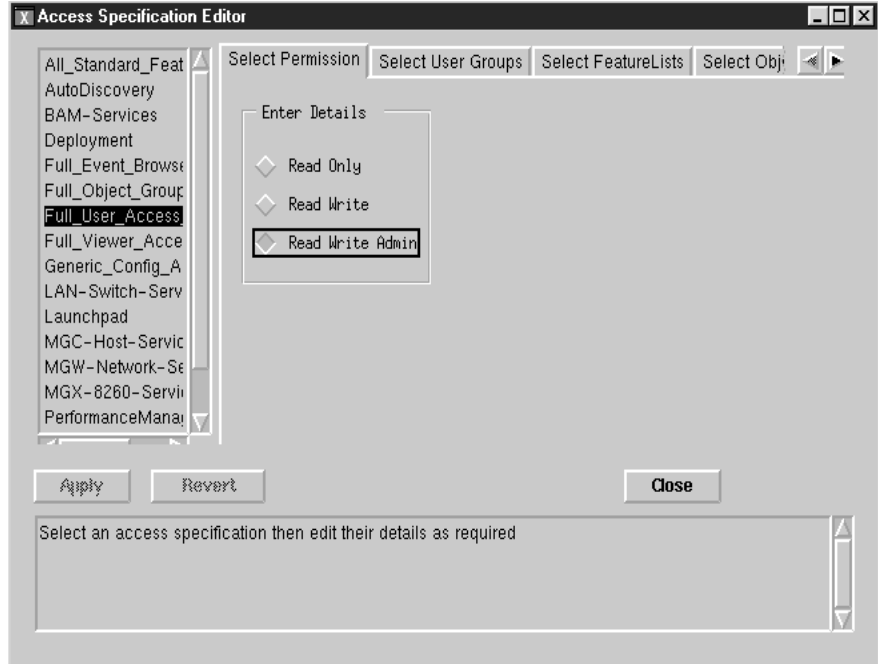 Access Specification Editor
All_Standard_Feat
AutoDiscovery
BAM-Services
Deployment
Full_Event_Browse
Full_Object_Group
Full_User_Access_
Full_Viewer_Acce
Generic_Config_A
LAN-Switch-Serv
Launchpad
MGC-Host-Servic
MGW-Network-Se
MGX-8260-Servi
PerformanceMana
Select Permission Select User Groups Select FeatureLists Select Obj
Enter Details
Read Only
Read Write
Read Write Admin
Apply Revert Close
Select an access specification then edit their details as required